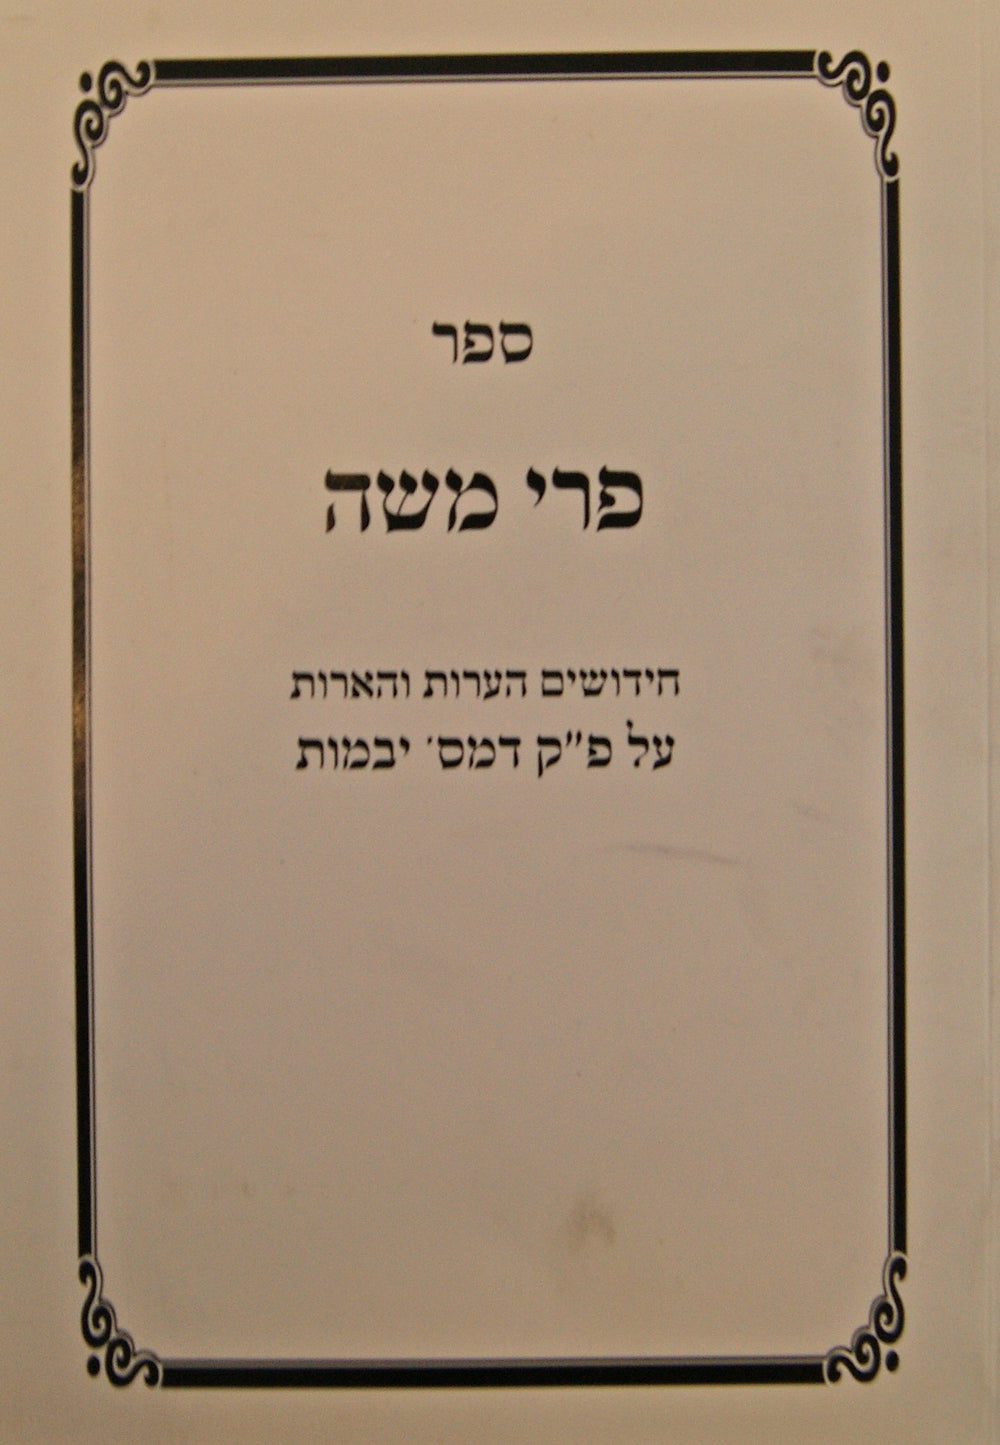 ספר
פרי משה
חידושים הערות והארות
על פ״ק דמס׳ יבמות